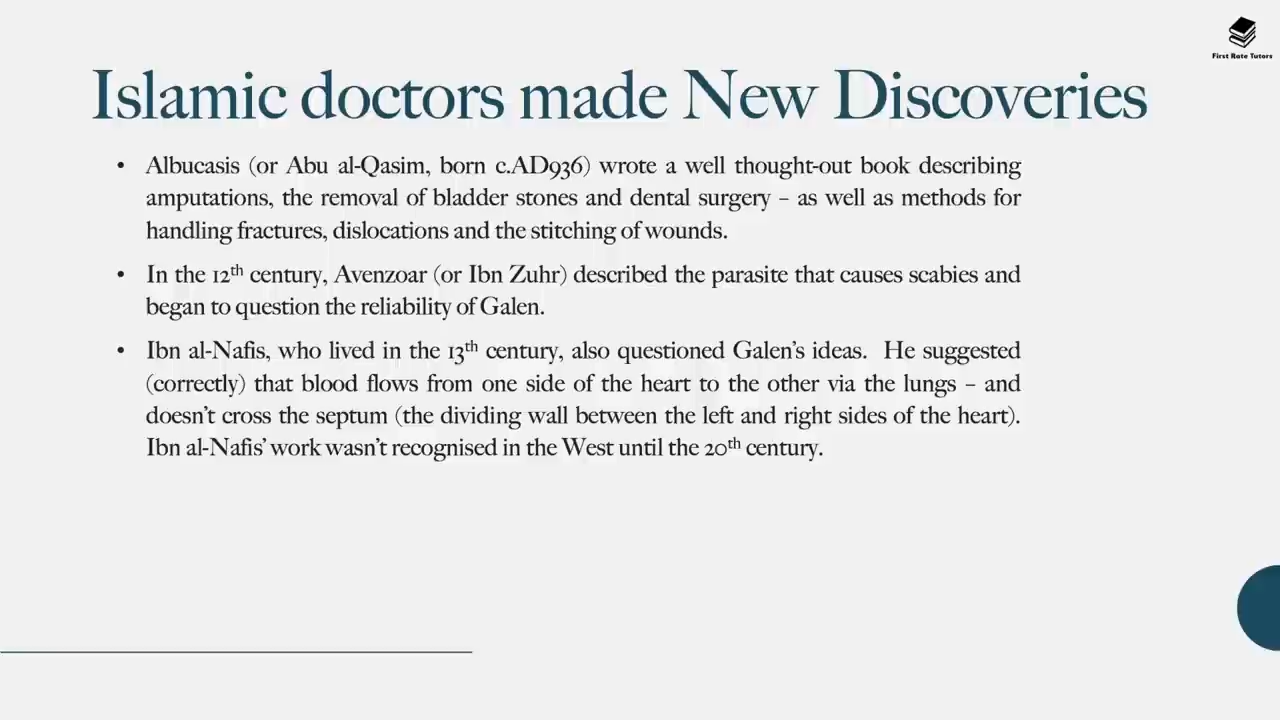 First Rate Tutors
Islamic doctors made New Discoveries
• Albucasis (or Abu al-Qasim, born c.AD936) wrote a well thought-out book describing
amputations, the removal of bladder stones and dental surgery – as well as methods for
handling fractures, dislocations and the stitching of wounds.
• In the 12th century, Avenzoar (or Ibn Zuhr) described the parasite that causes scabies and
began to question the reliability of Galen.
• Ibn al-Nafis, who lived in the 13th century, also questioned Galen’s ideas. He suggested
(correctly) that blood flows from one side of the heart to the other via the lungs – and
doesn’t cross the septum (the dividing wall between the left and right sides of the heart).
Ibn al-Nafis’ work wasn’t recognised in the West until the 20th century.